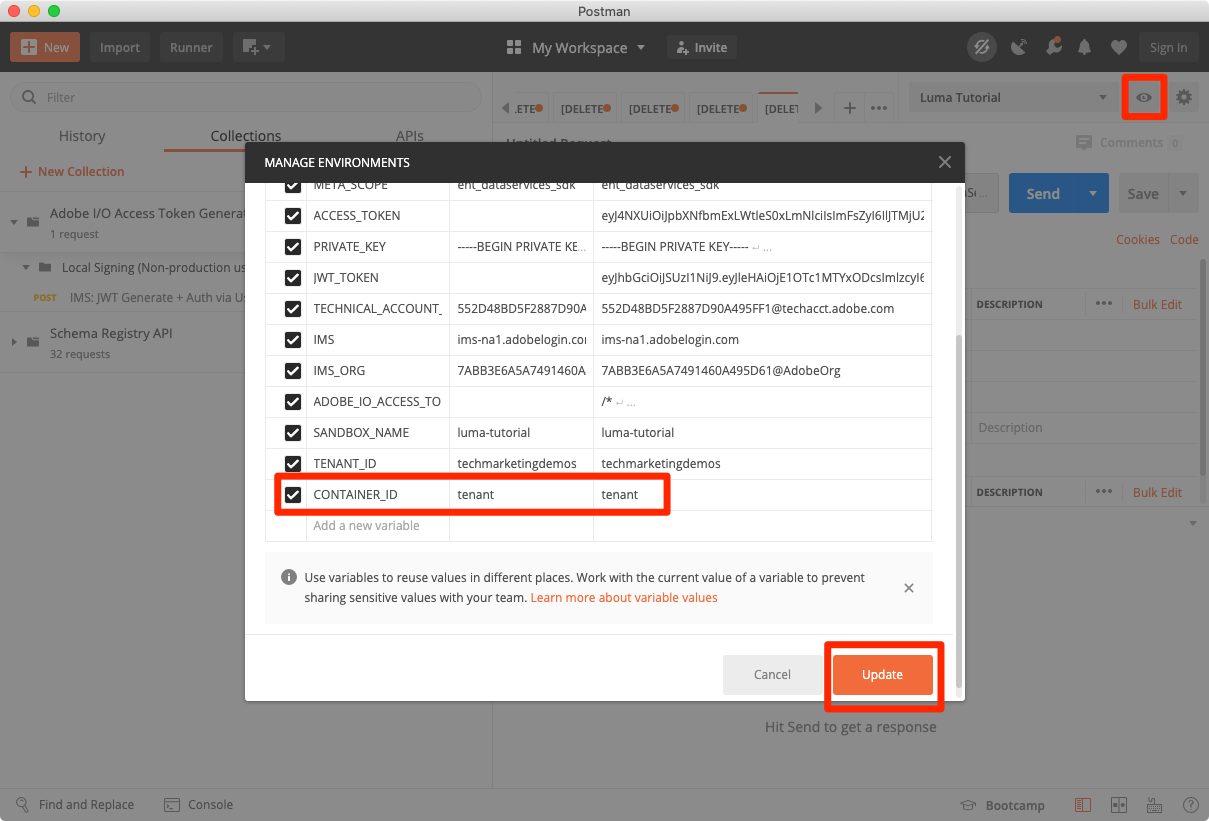 Postman
New
Import
Runner
My Workspace
Invite
Sign In
Filter
.ETE
[DELETE
[DELETE
[DELETE
[DELET
Luma Tutorial
History
Collections
APIs
Untitled Request
Comments 0
New Collection
Adobe I/O Access Token Generat
1 request
Local Signing (Non-production us
POST IMS: JWT Generate + Auth via Us
Schema Registry API
32 requests
Send
Save
Cookies Code
DESCRIPTION
Bulk Edit
Description
DESCRIPTION
Bulk Edit
MANAGE ENVIRONMENTS
META_SCOPE ent_dataservices_sdk ent_dataservices_sdk
ACCESS_TOKEN
PRIVATE_KEY -----BEGIN PRIVATE KE... -----BEGIN PRIVATE KEY----- ↵ ...
JWT_TOKEN
TECHNICAL_ACCOUNT_ 552D48BD5F2887D90A 552D48BD5F2887D90A495FF1@techacct.adobe.com
IMS ims-na1.adobelogin.co ims-na1.adobelogin.com
IMS_ORG 7ABB3E6A5A7491460A 7ABB3E6A5A7491460A495D61@AdobeOrg
ADOBE_IO_ACCESS_TO /* ↵ ...
SANDBOX_NAME luma-tutorial luma-tutorial
TENANT_ID techmarketingdemos techmarketingdemos
CONTAINER_ID tenant tenant
Add a new variable
Use variables to reuse values in different places. Work with the current value of a variable to prevent
sharing sensitive values with your team. Learn more about variable values
Cancel
Update
Hit Send to get a response
Find and Replace
Console
Bootcamp